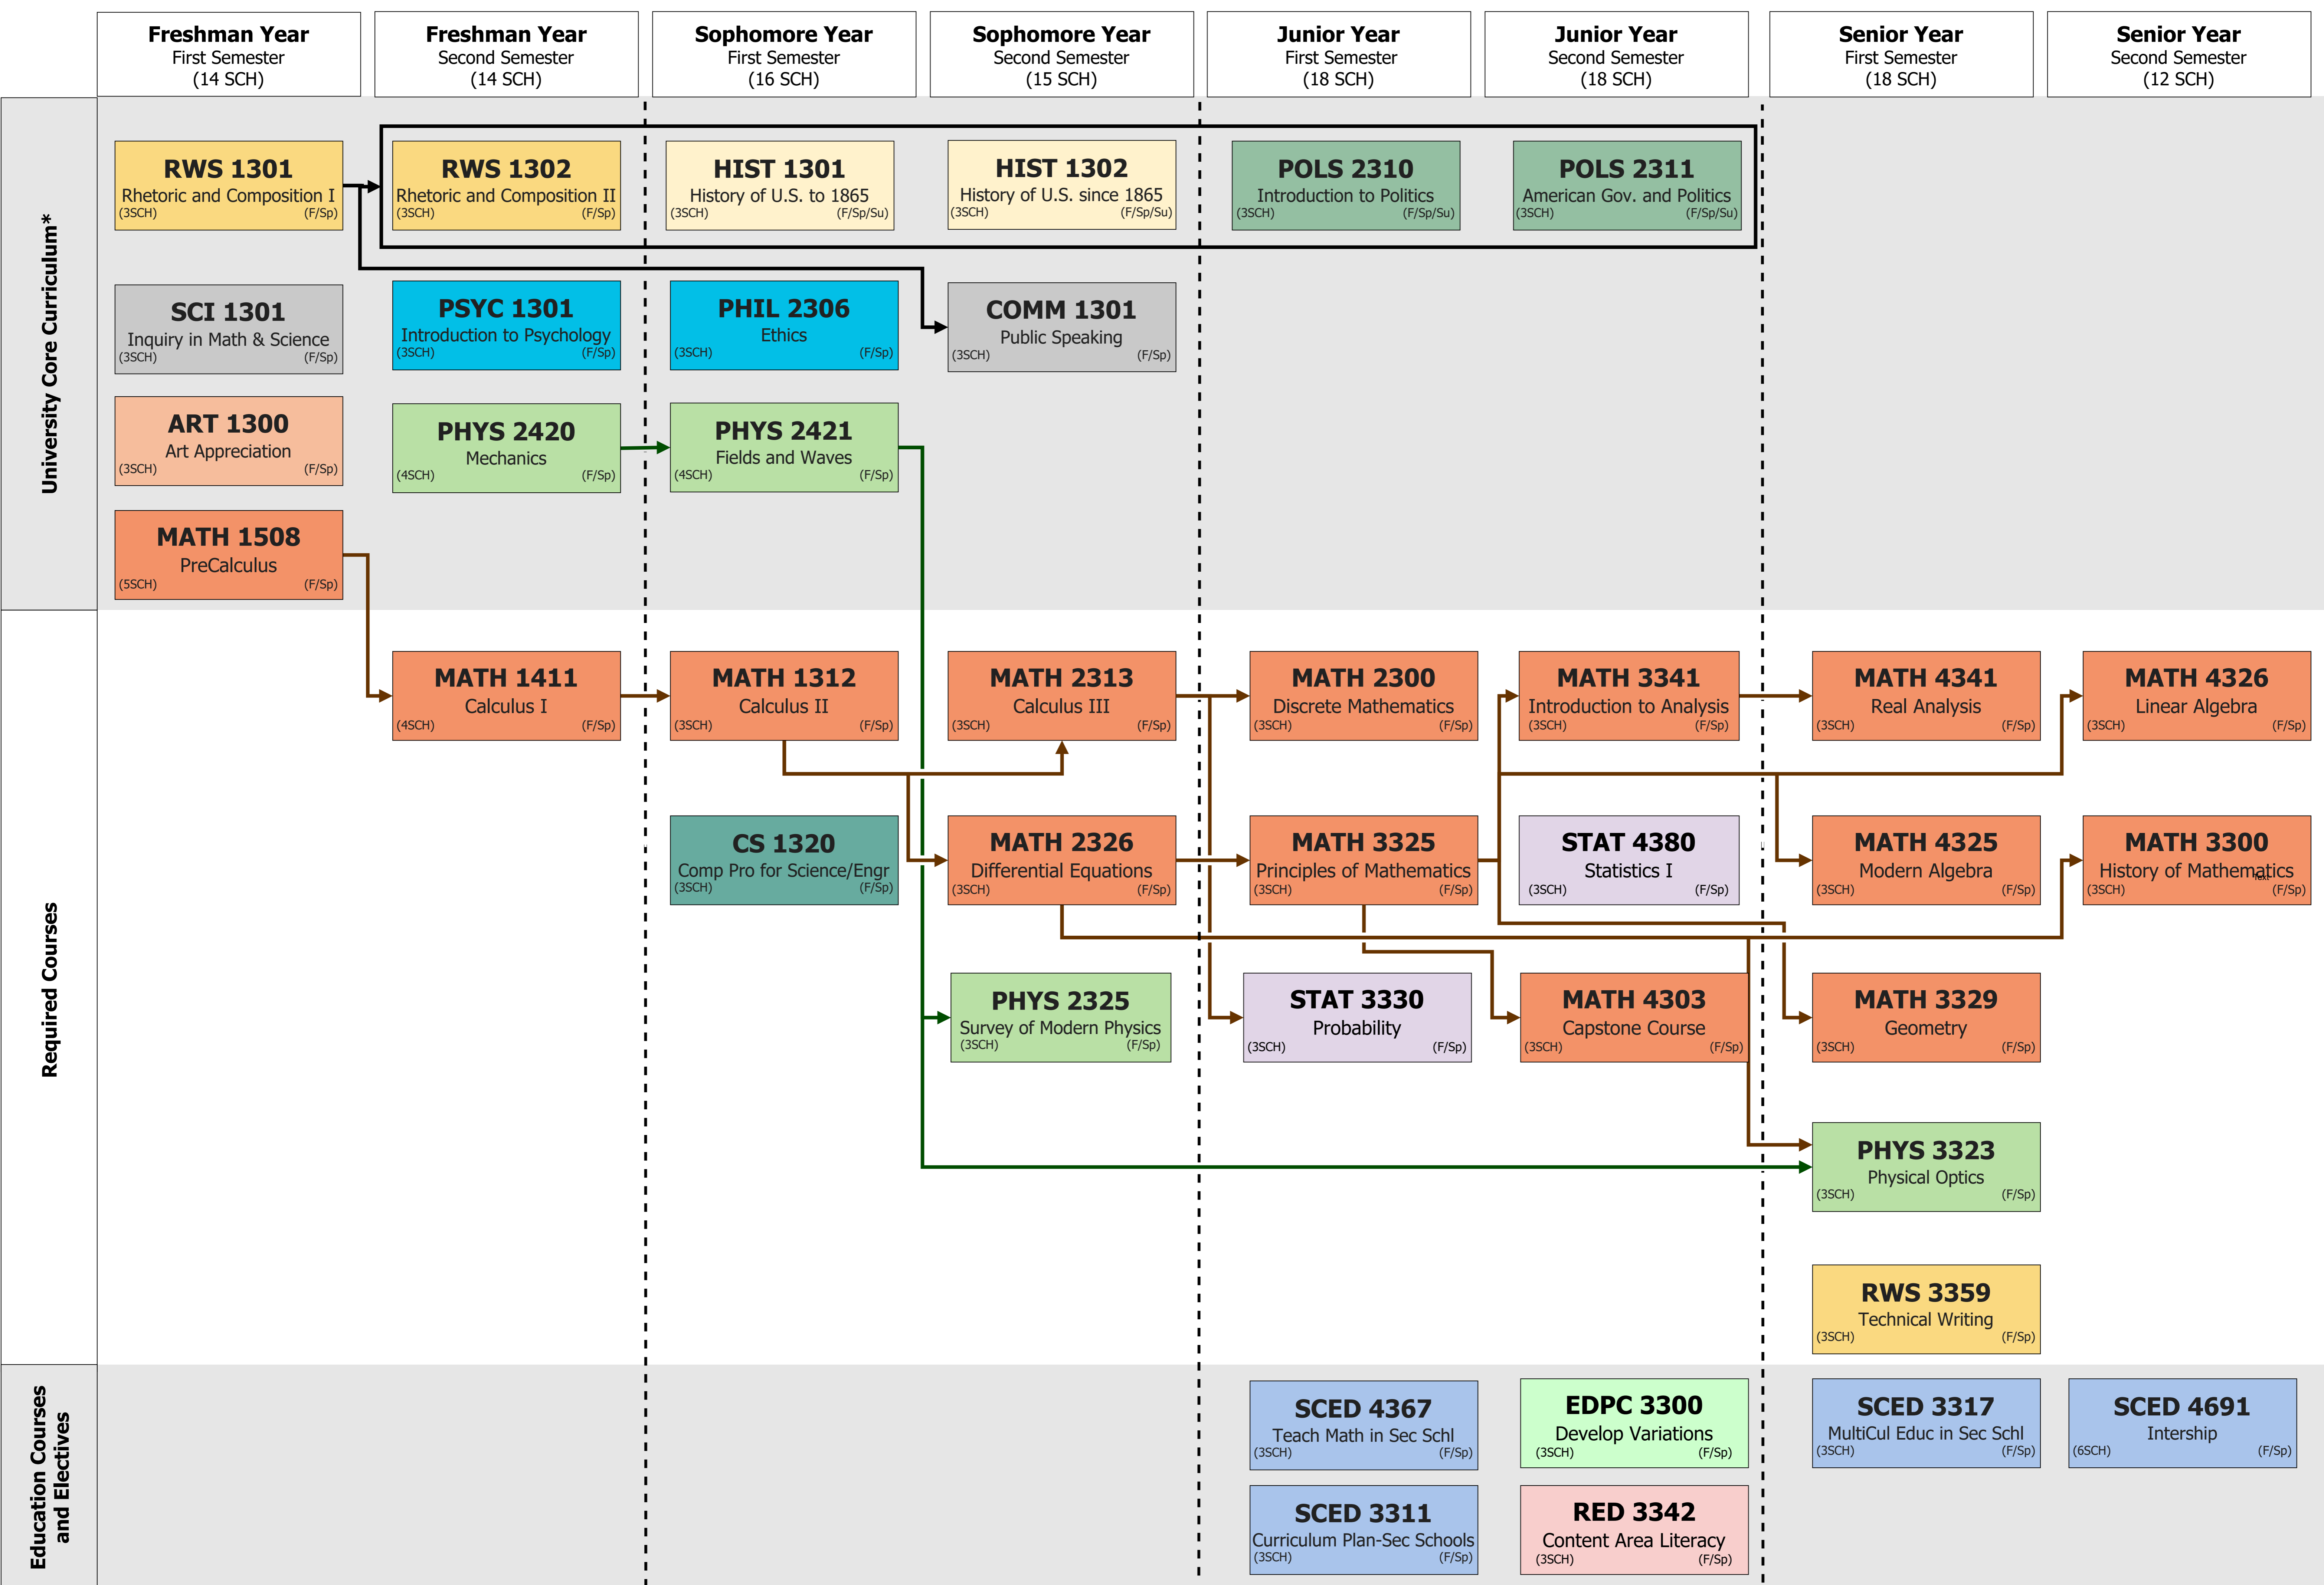 Freshman Year
First Semester
(14 SCH)
Freshman Year
Second Semester
(14 SCH)
Sophomore Year
First Semester
(16 SCH)
Sophomore Year
Second Semester
(15 SCH)
Junior Year
First Semester
(18 SCH)
Junior Year
Second Semester
(18 SCH)
Senior Year
First Semester
(18 SCH)
Senior Year
Second Semester
(12 SCH)
University Core Curriculum*
RWS 1301
Rhetoric and Composition I
(3SCH) (F/Sp)
RWS 1302
Rhetoric and Composition II
(3SCH) (F/Sp)
HIST 1301
History of U.S. to 1865
(3SCH) (F/Sp/Su)
HIST 1302
History of U.S. since 1865
(3SCH) (F/Sp/Su)
POLS 2310
Introduction to Politics
(3SCH) (F/Sp/Su)
POLS 2311
American Gov. and Politics
(3SCH) (F/Sp/Su)
SCI 1301
Inquiry in Math & Science
(3SCH) (F/Sp)
PSYC 1301
Introduction to Psychology
(3SCH) (F/Sp)
PHIL 2306
Ethics
(3SCH) (F/Sp)
COMM 1301
Public Speaking
(3SCH) (F/Sp)
ART 1300
Art Appreciation
(3SCH) (F/Sp)
PHYS 2420
Mechanics
(4SCH) (F/Sp)
PHYS 2421
Fields and Waves
(4SCH) (F/Sp)
MATH 1508
PreCalculus
(5SCH) (F/Sp)
Required Courses
MATH 1411
Calculus I
(4SCH) (F/Sp)
MATH 1312
Calculus II
(3SCH) (F/Sp)
MATH 2313
Calculus III
(3SCH) (F/Sp)
MATH 2300
Discrete Mathematics
(3SCH) (F/Sp)
MATH 3341
Introduction to Analysis
(3SCH) (F/Sp)
MATH 4341
Real Analysis
(3SCH) (F/Sp)
MATH 4326
Linear Algebra
(3SCH) (F/Sp)
CS 1320
Comp Pro for Science/Engr
(3SCH) (F/Sp)
MATH 2326
Differential Equations
(3SCH) (F/Sp)
MATH 3325
Principles of Mathematics
(3SCH) (F/Sp)
STAT 4380
Statistics I
(3SCH) (F/Sp)
MATH 4325
Modern Algebra
(3SCH) (F/Sp)
MATH 3300
History of Mathematics
Text
(3SCH) (F/Sp)
PHYS 2325
Survey of Modern Physics
(3SCH) (F/Sp)
STAT 3330
Probability
(3SCH) (F/Sp)
MATH 4303
Capstone Course
(3SCH) (F/Sp)
MATH 3329
Geometry
(3SCH) (F/Sp)
PHYS 3323
Physical Optics
(3SCH) (F/Sp)
RWS 3359
Technical Writing
(3SCH) (F/Sp)
Education Courses
and Electives
SCED 4367
Teach Math in Sec Schl
(3SCH) (F/Sp)
EDPC 3300
Develop Variations
(3SCH) (F/Sp)
SCED 3317
MultiCul Educ in Sec Schl
(3SCH) (F/Sp)
SCED 4691
Intership
(6SCH) (F/Sp)
SCED 3311
Curriculum Plan-Sec Schools
(3SCH) (F/Sp)
RED 3342
Content Area Literacy
(3SCH) (F/Sp)